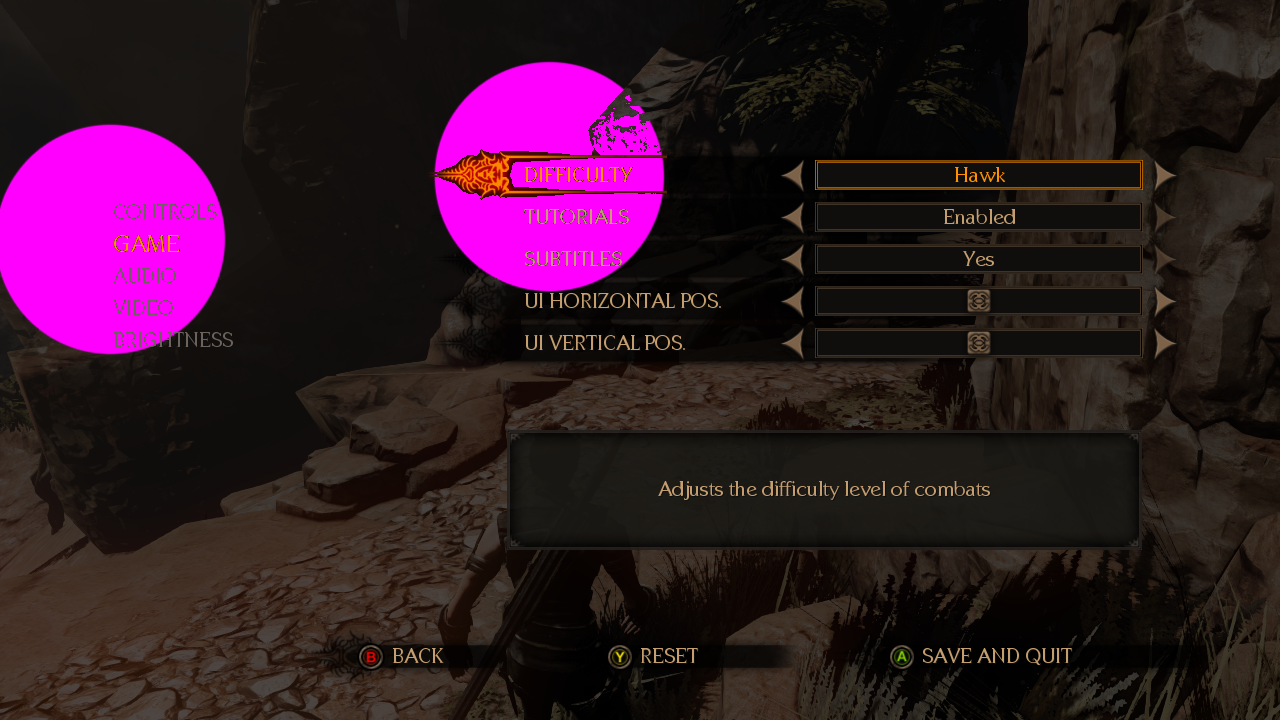 CONTROLS
GAME
AUDIO
VIDEO
BRIGHTNESS
DIFFICULTY Hawk
TUTORIALS Enabled
SUBTITLES Yes
UI HORIZONTAL POS.
UI VERTICAL POS.
Adjusts the difficulty level of combats
B BACK Y RESET A SAVE AND QUIT